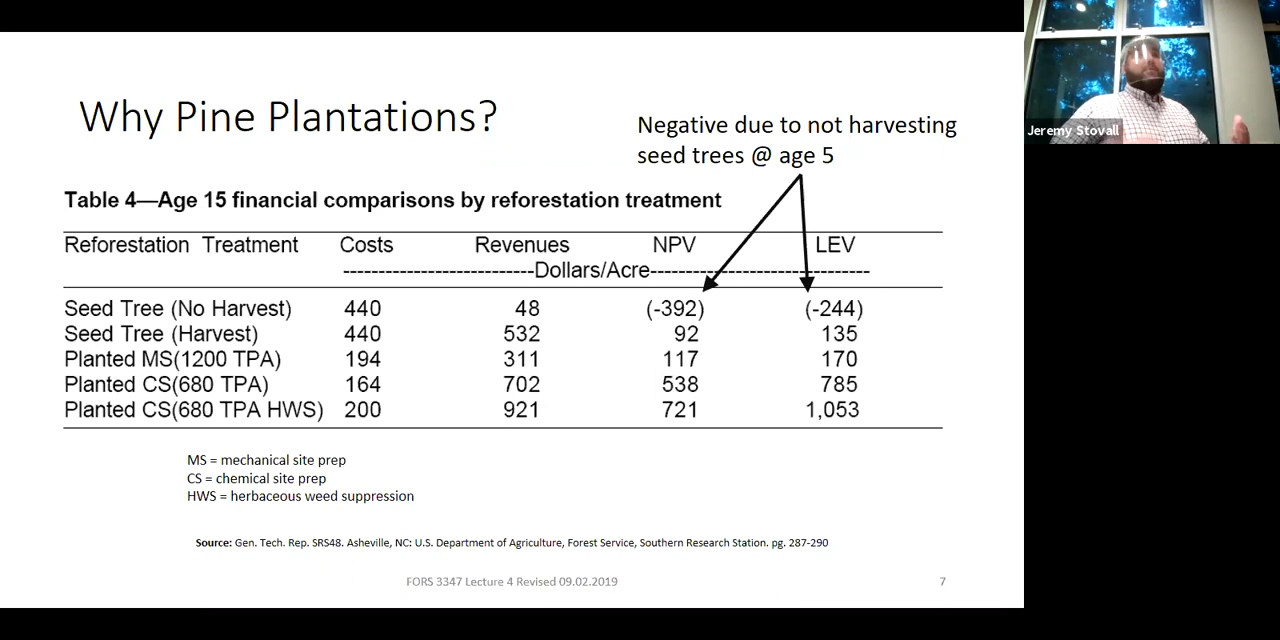 Why Pine Plantations?
Negative due to not harvesting
seed trees @ age 5
Table 4—Age 15 financial comparisons by reforestation treatment
Reforestation Treatment Costs Revenues NPV LEV
---------------------------Dollars/Acre-------------------------------
Seed Tree (No Harvest) 440 48 (-392) (-244)
Seed Tree (Harvest) 440 532 92 135
Planted MS(1200 TPA) 194 311 117 170
Planted CS(680 TPA) 164 702 538 785
Planted CS(680 TPA HWS) 200 921 721 1,053
MS = mechanical site prep
CS = chemical site prep
HWS = herbaceous weed suppression
Source: Gen. Tech. Rep. SRS48. Asheville, NC: U.S. Department of Agriculture, Forest Service, Southern Research Station. pg. 287-290
FORS 3347 Lecture 4 Revised 09.02.2019 7
Jeremy Stovall